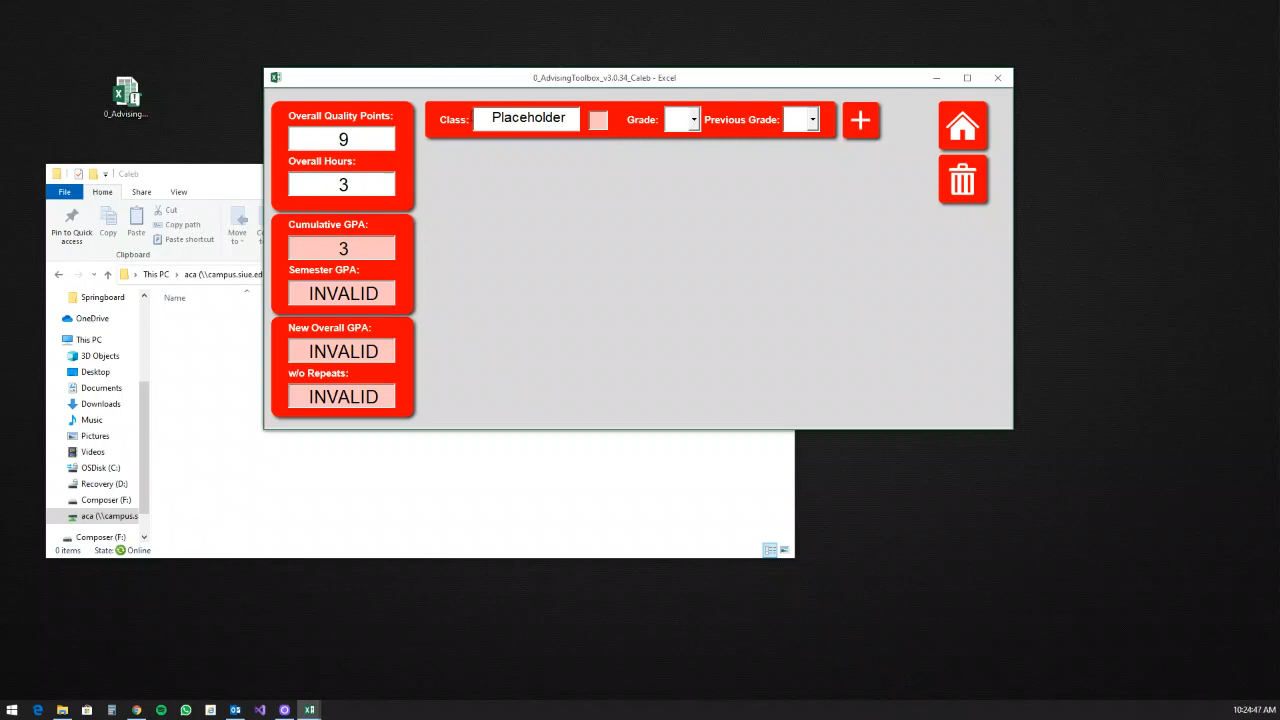 0_Advising...
0_AdvisingToolbox_v3.0.34_Caleb - Excel
Overall Quality Points:
9
Overall Hours:
3
Cumulative GPA:
3
Semester GPA:
INVALID
New Overall GPA:
INVALID
w/o Repeats:
INVALID
Class: Placeholder Grade: Previous Grade:
Caleb
File Home Share View
Pin to Quick access
Copy
Paste
Cut
Copy path
Paste shortcut
Move to
Clipboard
This PC aca (\\campus.siue.ed
Name
Springboard
OneDrive
This PC
3D Objects
Desktop
Documents
Downloads
Music
Pictures
Videos
OSDisk (C:)
Recovery (D:)
Composer (F:)
aca (\\campus.s
Composer (F:)
0 items State: Online
10:24:47 AM